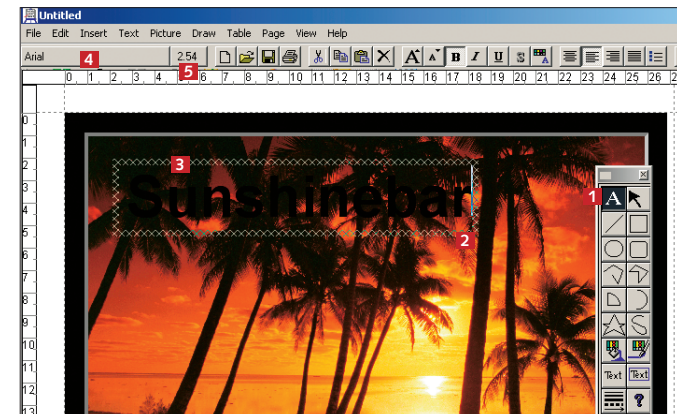 Untitled
File Edit Insert Text Picture Draw Table Page View Help
Arial 4 2.54 A A B I U S A
5
0 1 2 3 4 5 6 7 8 9 10 11 12 13 14 15 16 17 18 19 20 21 22 23 24 25 26 2
0
1
2
3
4
5
6
7
8
9
10
11
12
13
3
Sunshinebar
2
1
A
Text Text
?